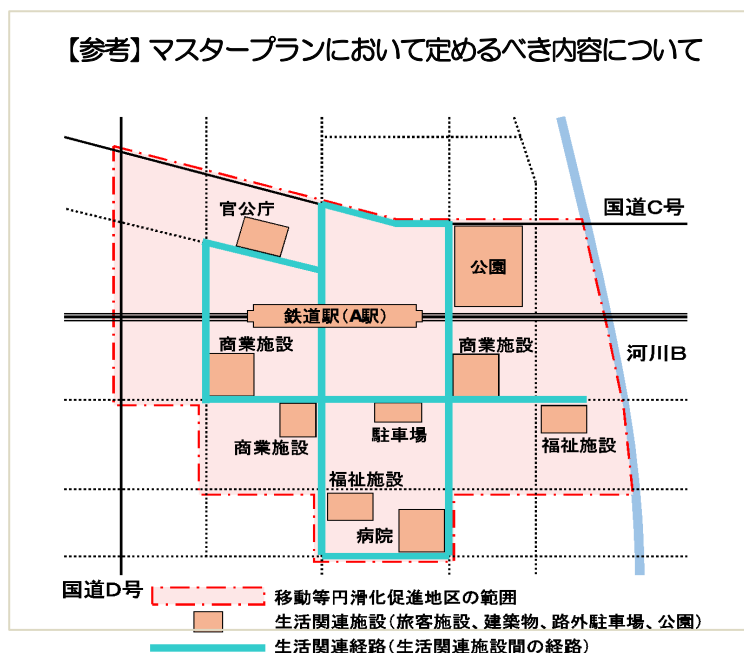 【参考】マスタープランにおいて定めるべき内容について
官公庁
国道C号
公園
鉄道駅(A駅)
商業施設
商業施設
河川B
商業施設
駐車場
福祉施設
福祉施設
病院
国道D号
移動等円滑化促進地区の範囲
生活関連施設(旅客施設、建築物、路外駐車場、公園)
生活関連経路(生活関連施設間の経路)